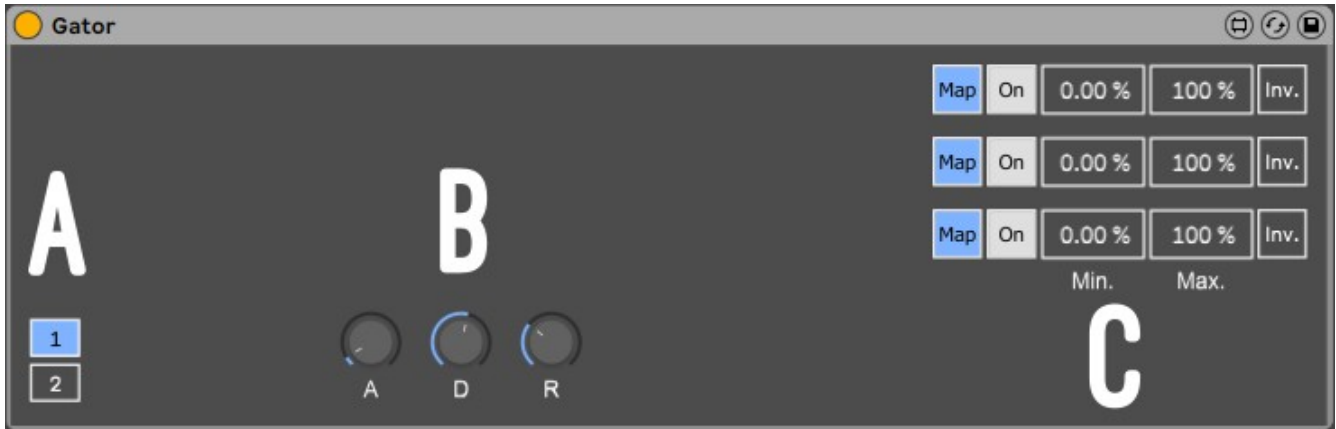 Gator
Map On 0.00 % 100 % Inv.
Map On 0.00 % 100 % Inv.
Map On 0.00 % 100 % Inv.
Min. Max.
A
B
C
1
2
A D R